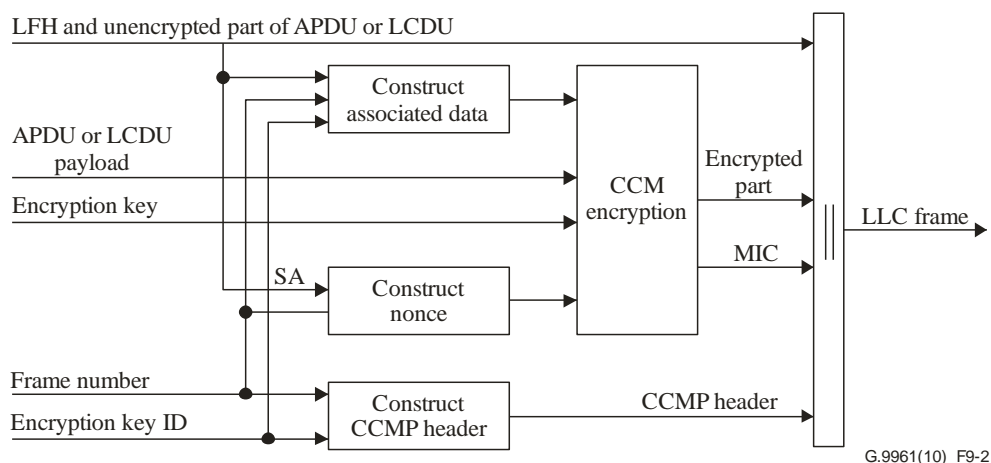 LFH and unencrypted part of APDU or LCDU
Construct
associated data
APDU or LCDU
payload
Encryption key
CCM
encryption
Encrypted
part
MIC
||
LLC frame
SA
Construct
nonce
Frame number
Encryption key ID
Construct
CCMP header
CCMP header
G.9961(10)_F9-2